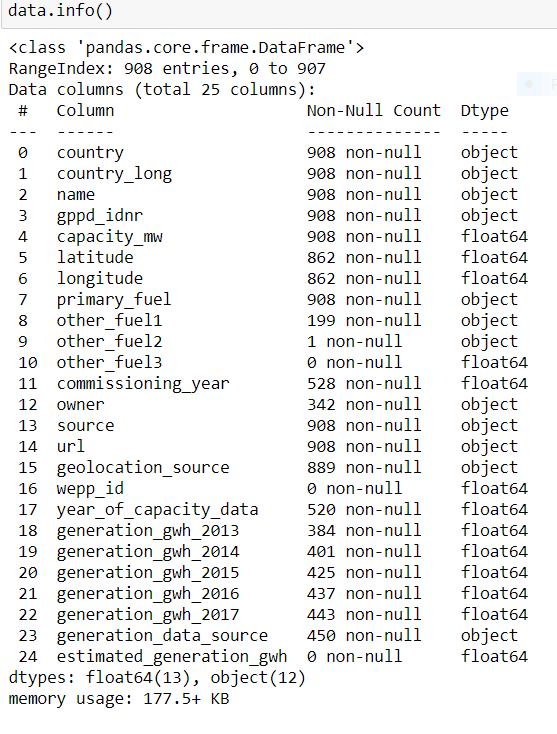 data.info()
<class 'pandas.core.frame.DataFrame'>
RangeIndex: 908 entries, 0 to 907
Data columns (total 25 columns):
 #   Column                    Non-Null Count  Dtype
---  ------                    --------------  -----
 0   country                   908 non-null    object
 1   country_long              908 non-null    object
 2   name                      908 non-null    object
 3   gppd_idnr                 908 non-null    object
 4   capacity_mw               908 non-null    float64
 5   latitude                  862 non-null    float64
 6   longitude                 862 non-null    float64
 7   primary_fuel              908 non-null    object
 8   other_fuel1               199 non-null    object
 9   other_fuel2               1 non-null      object
 10  other_fuel3               0 non-null      float64
 11  commissioning_year        528 non-null    float64
 12  owner                     342 non-null    object
 13  source                    908 non-null    object
 14  url                       908 non-null    object
 15  geolocation_source        889 non-null    object
 16  wepp_id                   0 non-null      float64
 17  year_of_capacity_data     520 non-null    float64
 18  generation_gwh_2013       384 non-null    float64
 19  generation_gwh_2014       401 non-null    float64
 20  generation_gwh_2015       425 non-null    float64
 21  generation_gwh_2016       437 non-null    float64
 22  generation_gwh_2017       443 non-null    float64
 23  generation_data_source    450 non-null    object
 24  estimated_generation_gwh  0 non-null      float64
dtypes: float64(13), object(12)
memory usage: 177.5+ KB